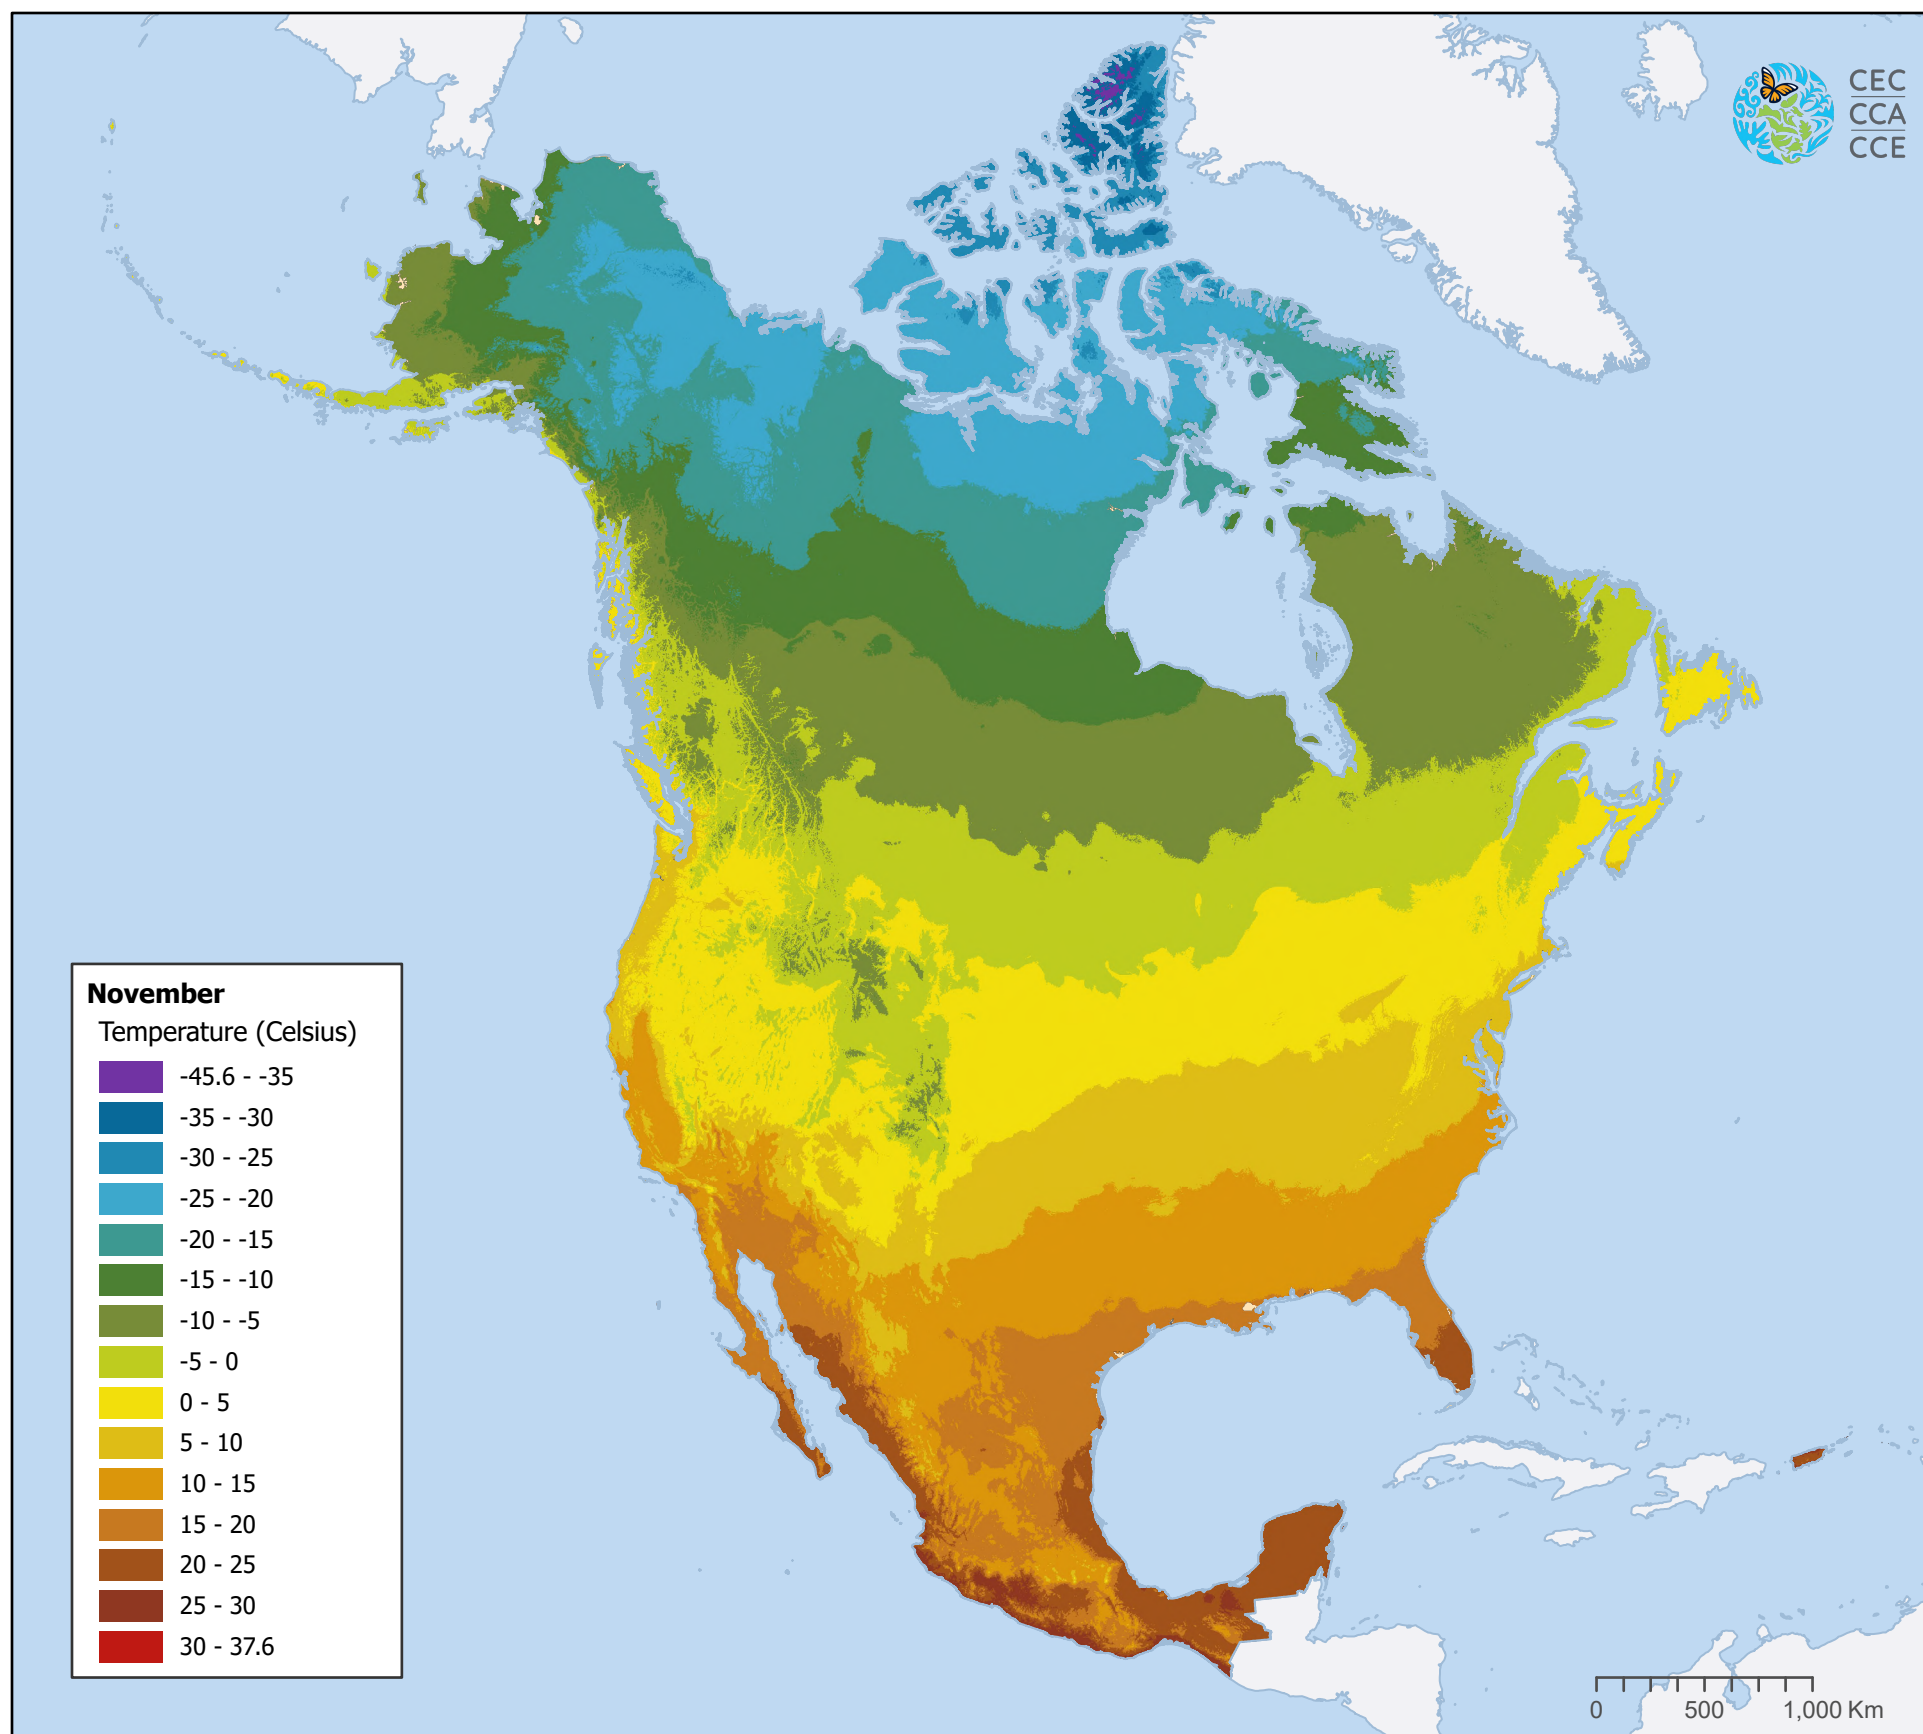 CEC
CCA
CCE
November
Temperature (Celsius)
-45.6 - -35
-35 - -30
-30 - -25
-25 - -20
-20 - -15
-15 - -10
-10 - -5
-5 - 0
0 - 5
5 - 10
10 - 15
15 - 20
20 - 25
25 - 30
30 - 37.6
0 500 1,000 Km